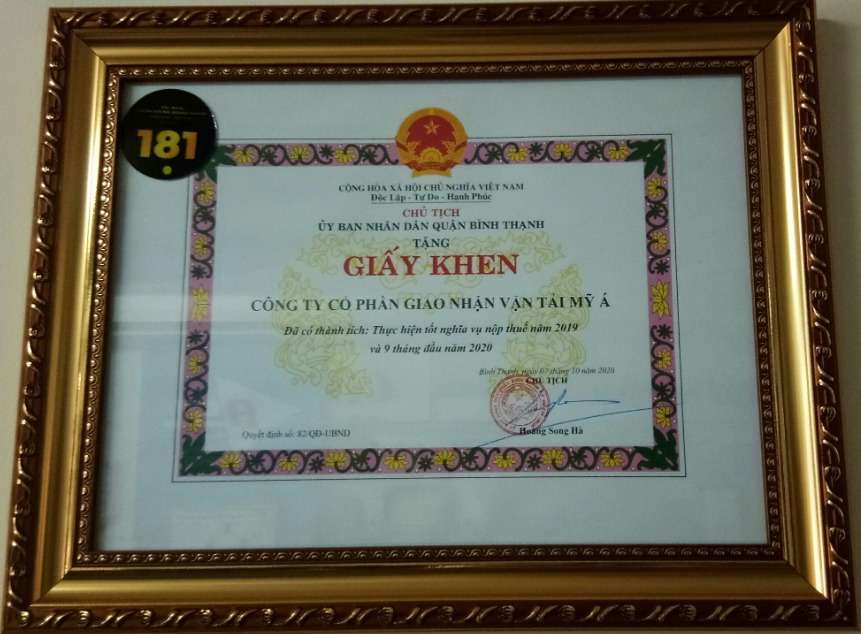 181
CỘNG HÒA XÃ HỘI CHỦ NGHĨA VIỆT NAM
Độc Lập - Tự Do - Hạnh Phúc
CHỦ TỊCH
ỦY BAN NHÂN DÂN QUẬN BÌNH THẠNH
TẶNG
GIẤY KHEN
CÔNG TY CỔ PHẦN GIAO NHẬN VẬN TẢI MỸ Á
Đã có thành tích: Thực hiện tốt nghĩa vụ nộp thuế năm 2019
và 9 tháng đầu năm 2020
Bình Thạnh, ngày 07 tháng 10 năm 2020
CHỦ TỊCH
Quyết định số: 82/QĐ-UBND
Hoàng Song Hà